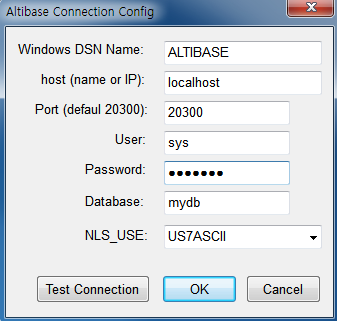 Altibase Connection Config
Windows DSN Name: ALTIBASE
host (name or IP): localhost
Port (defaul 20300): 20300
User: sys
Password: ●●●●●●●
Database: mydb
NLS_USE: US7ASCII
Test Connection OK Cancel